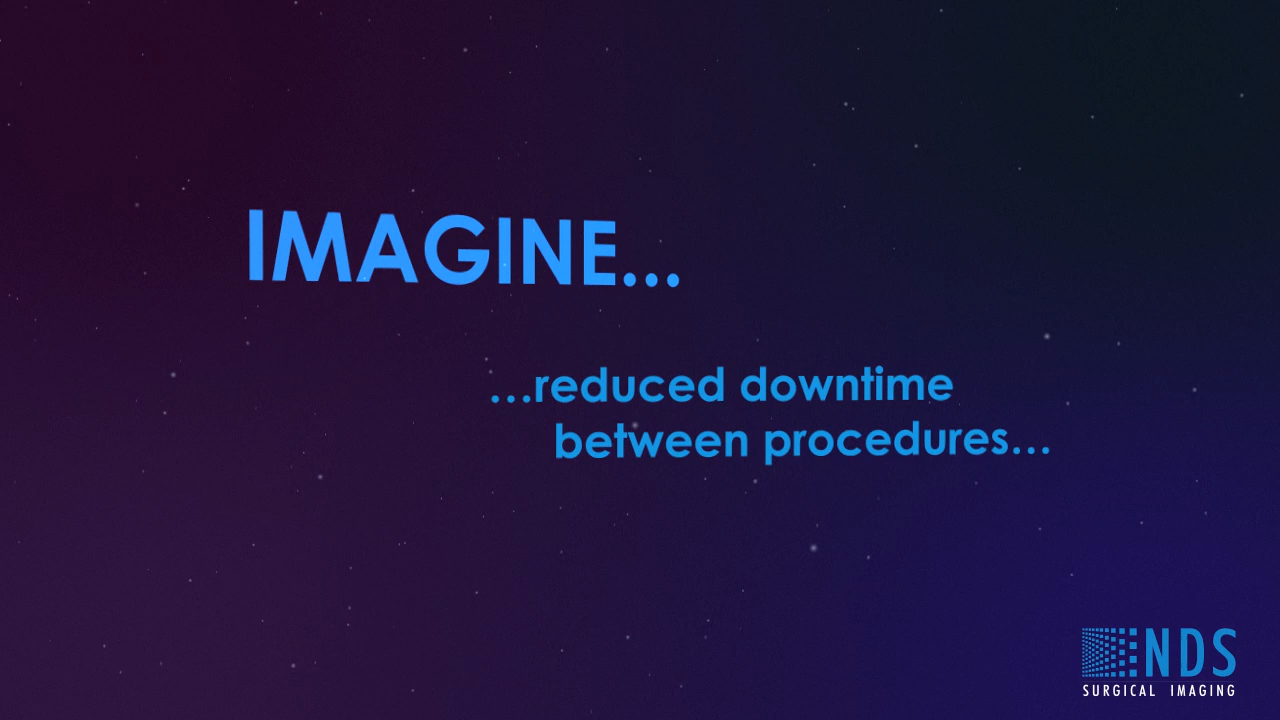 IMAGINE...
...reduced downtime
between procedures...
NDS
SURGICAL IMAGING